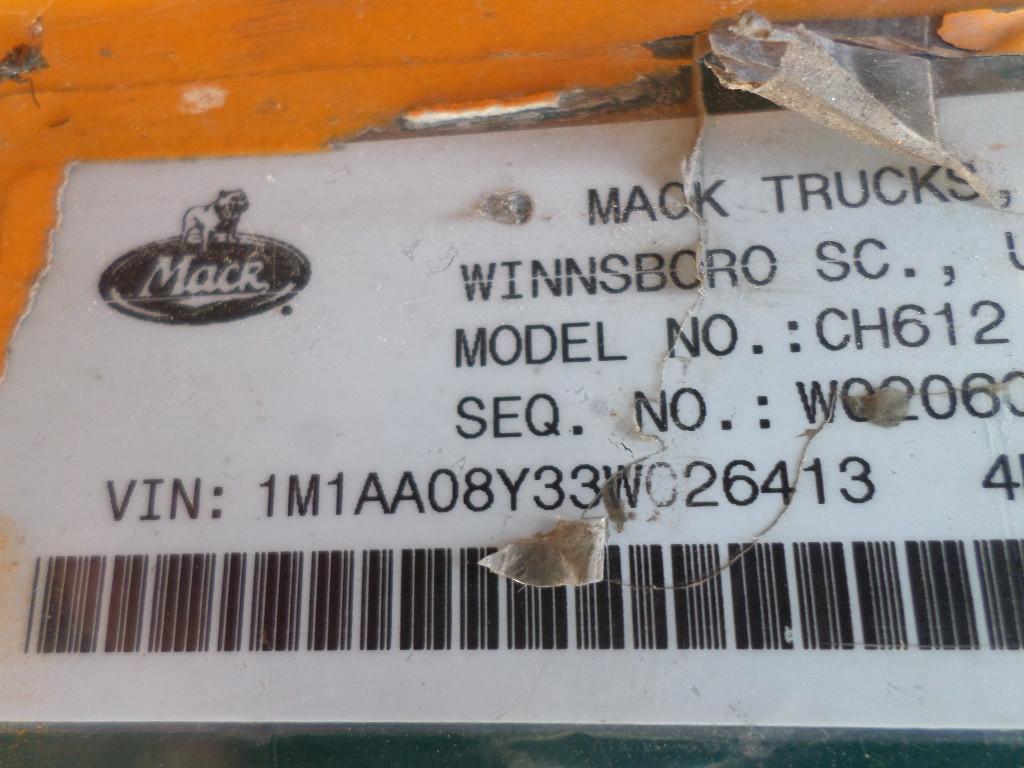 Mack
MACK TRUCKS,
WINNSBORO SC.,
MODEL NO.:CH612
SEQ. NO.:
VIN: 1M1AA08Y33W026413